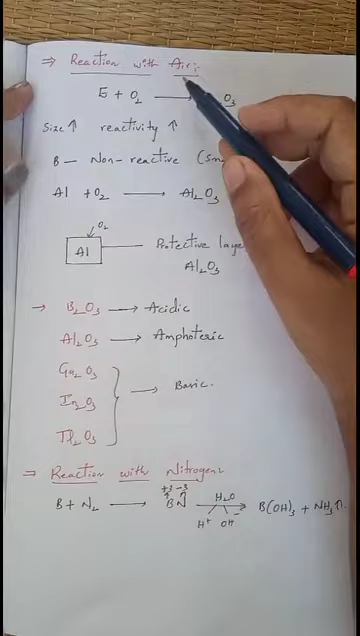 ⇒ Reaction with Air:
E + O₂ ⟶ O₃
Size ↑ reactivity ↑
B — Non-reactive
Al + O₂ ⟶ Al₂O₃
O₂
Al — Protective layer
Al₂O₃
→ B₂O₃ ⟶ Acidic
Al₂O₃ ⟶ Amphoteric
Ga₂O₃
In₂O₃ ⟶ Basic.
Tl₂O₃
⇒ Reaction with Nitrogen
+3 -3
B + N₂ ⟶ BN H₂O ⟶ B(OH)₃ + NH₃↑.
H⁺ OH⁻